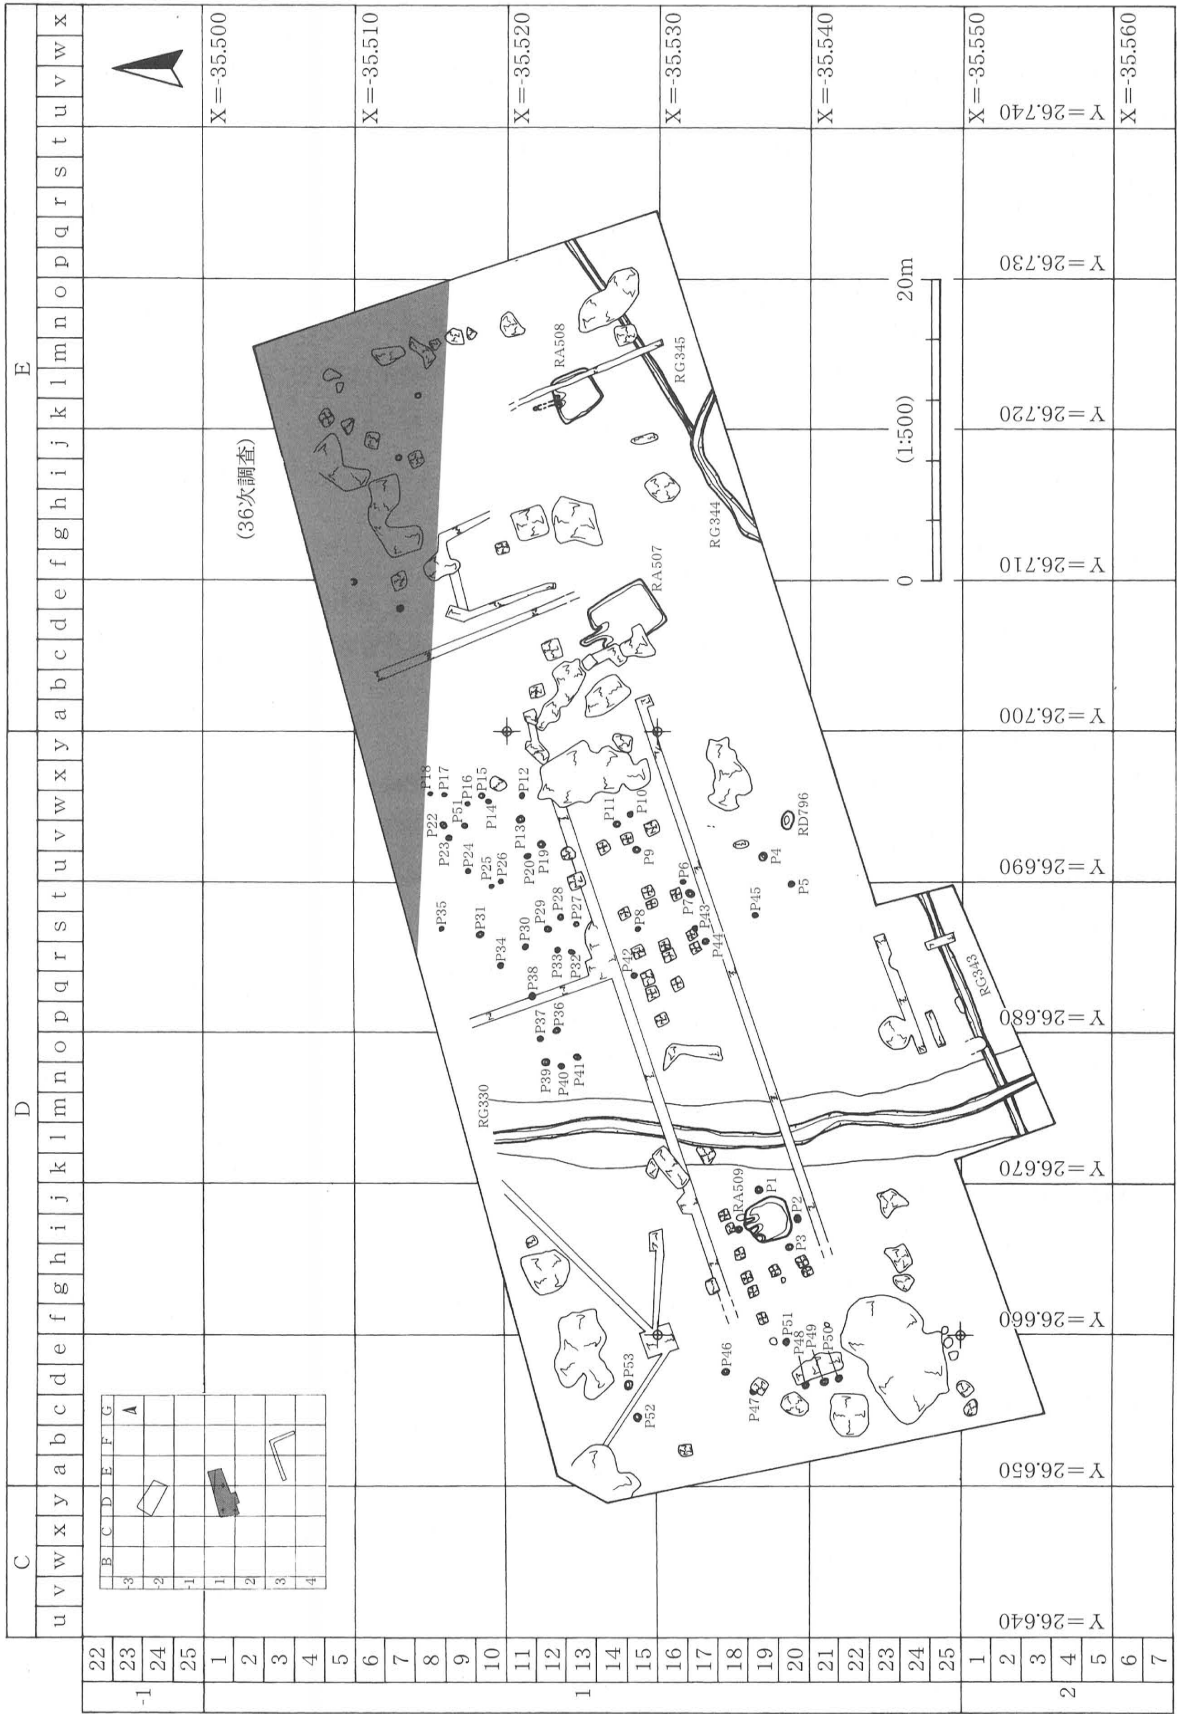 C
D
E
u v w x y a b c d e f g h i j k l m n o p q r s t u v w x y a b c d e f g h i j k l m n o p q r s t u v w x
-1
22
23
24
25
1
1
2
3
4
5
6
7
8
9
10
11
12
13
14
15
16
17
18
19
20
21
22
23
24
25
2
1
2
3
4
5
6
7
X=-35.500
X=-35.510
X=-35.520
X=-35.530
X=-35.540
X=-35.550
X=-35.560
Y=26.640
Y=26.650
Y=26.660
Y=26.670
Y=26.680
Y=26.690
Y=26.700
Y=26.710
Y=26.720
Y=26.730
Y=26.740
B C D E F G
-3
-2
-1
1
2
3
4
(36次調査)
RA508
RG345
RG344
RA507
P18
P17
P16
P15
P14
P12
P22
P51
P23
P24
P25
P26
P13
P19
P20
P11
P10
P9
RD796
P4
P5
P6
P7
P45
P43
P44
P8
P42
P35
P31
P34
P30
P29
P28
P27
P33
P32
P38
P37
P36
P39
P40
P41
RG330
RG343
RA509
P1
P2
P3
P46
P47
P51
P48
P49
P50
P53
P52
0
(1:500)
20m